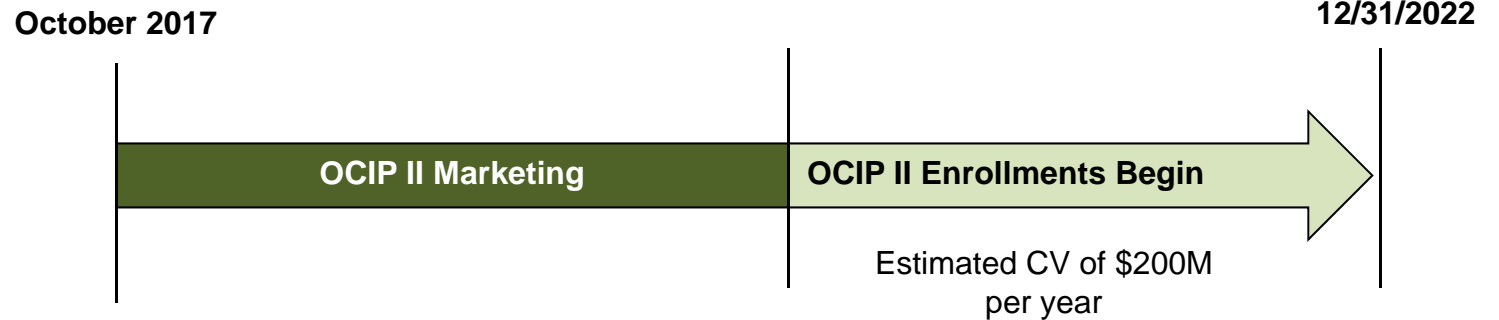 October 2017
12/31/2022
OCIP II Marketing
OCIP II Enrollments Begin
Estimated CV of $200M
per year